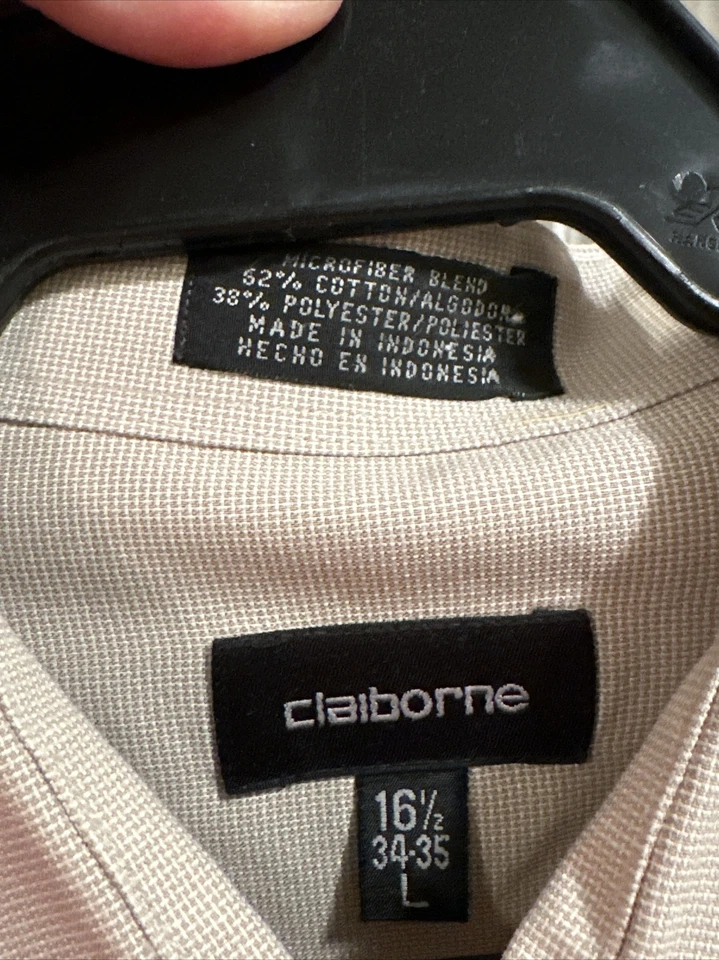 MICROFIBER BLEND
62% COTTON/ALGODON
38% POLYESTER/POLIESTER
MADE IN INDONESIA
HECHO EN INDONESIA
claiborne
16½
34-35
L